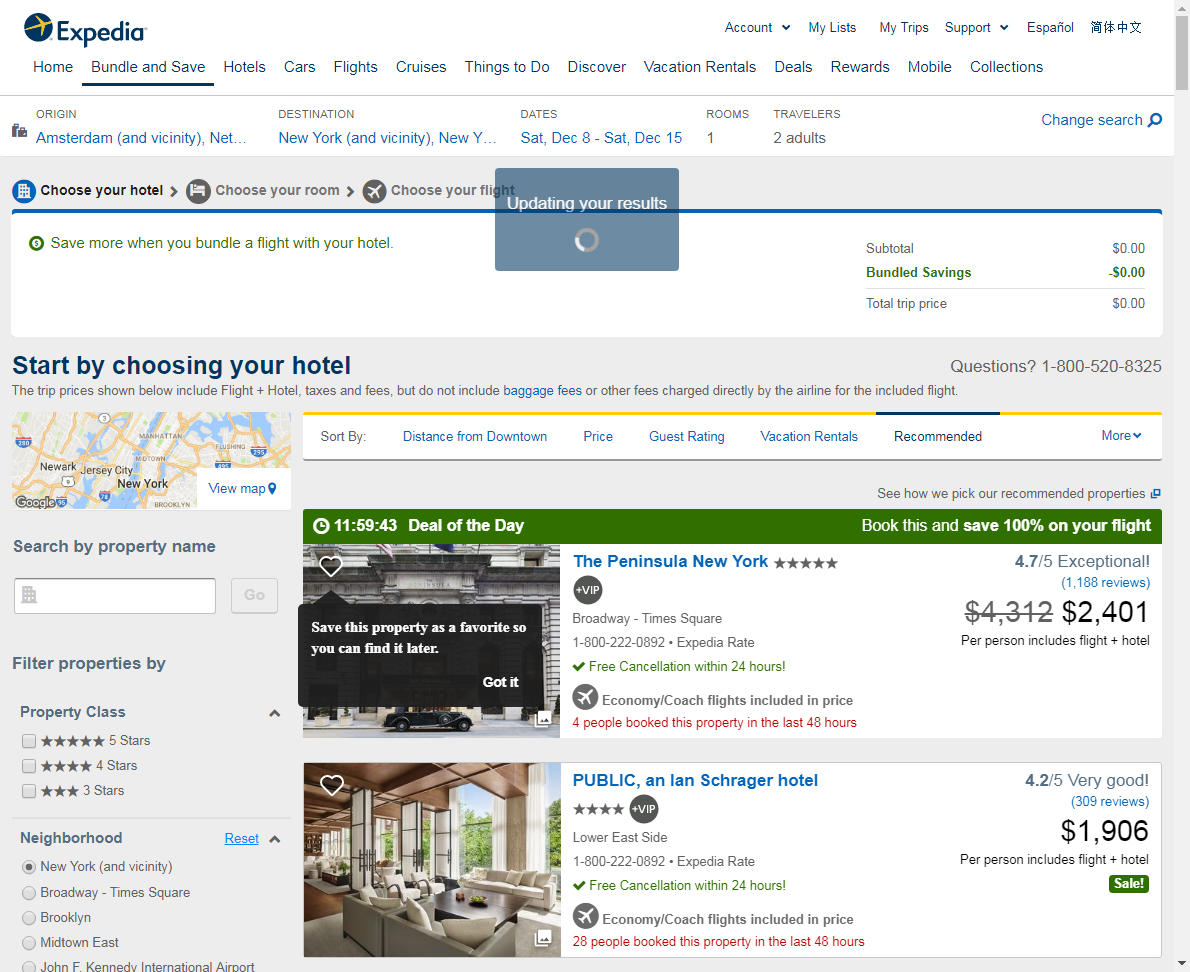 Expedia
Account
My Lists
My Trips
Support
Español
简体中文
Home
Bundle and Save
Hotels
Cars
Flights
Cruises
Things to Do
Discover
Vacation Rentals
Deals
Rewards
Mobile
Collections
ORIGIN
Amsterdam (and vicinity), Net...
DESTINATION
New York (and vicinity), New Y...
DATES
Sat, Dec 8 - Sat, Dec 15
ROOMS
1
TRAVELERS
2 adults
Change search
Choose your hotel
Choose your room
Choose your flight
Updating your results
Save more when you bundle a flight with your hotel.
Subtotal $0.00
Bundled Savings -$0.00
Total trip price $0.00
Start by choosing your hotel
Questions? 1-800-520-8325
The trip prices shown below include Flight + Hotel, taxes and fees, but do not include baggage fees or other fees charged directly by the airline for the included flight.
3
MANHATTAN
280
FLUSHING
295
MIDTOWN
495
Newark
Jersey City
9
New York
78
95
BROOKLYN
Google
View map
Sort By:
Distance from Downtown
Price
Guest Rating
Vacation Rentals
Recommended
More
See how we pick our recommended properties
Search by property name
Go
Filter properties by
Property Class
5 Stars
4 Stars
3 Stars
Neighborhood
Reset
New York (and vicinity)
Broadway - Times Square
Brooklyn
Midtown East
John F. Kennedy International Airport
11:59:43 Deal of the Day
Book this and save 100% on your flight
THE
PENINSULA
Save this property as a favorite so
you can find it later.
Got it
The Peninsula New York
+VIP
Broadway - Times Square
1-800-222-0892 • Expedia Rate
Free Cancellation within 24 hours!
Economy/Coach flights included in price
4 people booked this property in the last 48 hours
4.7/5 Exceptional!
(1,188 reviews)
$4,312 $2,401
Per person includes flight + hotel
PUBLIC, an Ian Schrager hotel
+VIP
Lower East Side
1-800-222-0892 • Expedia Rate
Free Cancellation within 24 hours!
Economy/Coach flights included in price
28 people booked this property in the last 48 hours
4.2/5 Very good!
(309 reviews)
$1,906
Per person includes flight + hotel
Sale!